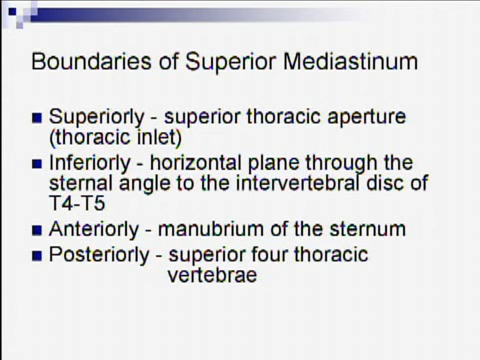 Boundaries of Superior Mediastinum
Superiorly - superior thoracic aperture
(thoracic inlet)
Inferiorly - horizontal plane through the
sternal angle to the intervertebral disc of
T4-T5
Anteriorly - manubrium of the sternum
Posteriorly - superior four thoracic
vertebrae